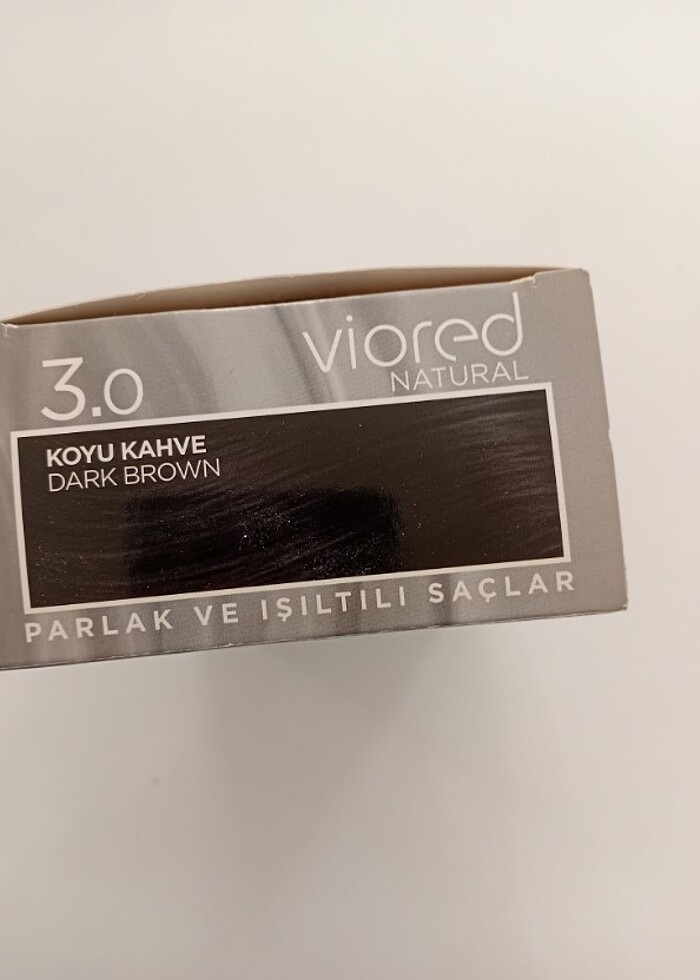 3.0
viored
NATURAL
KOYU KAHVE
DARK BROWN
PARLAK VE IŞILTILI SAÇLAR